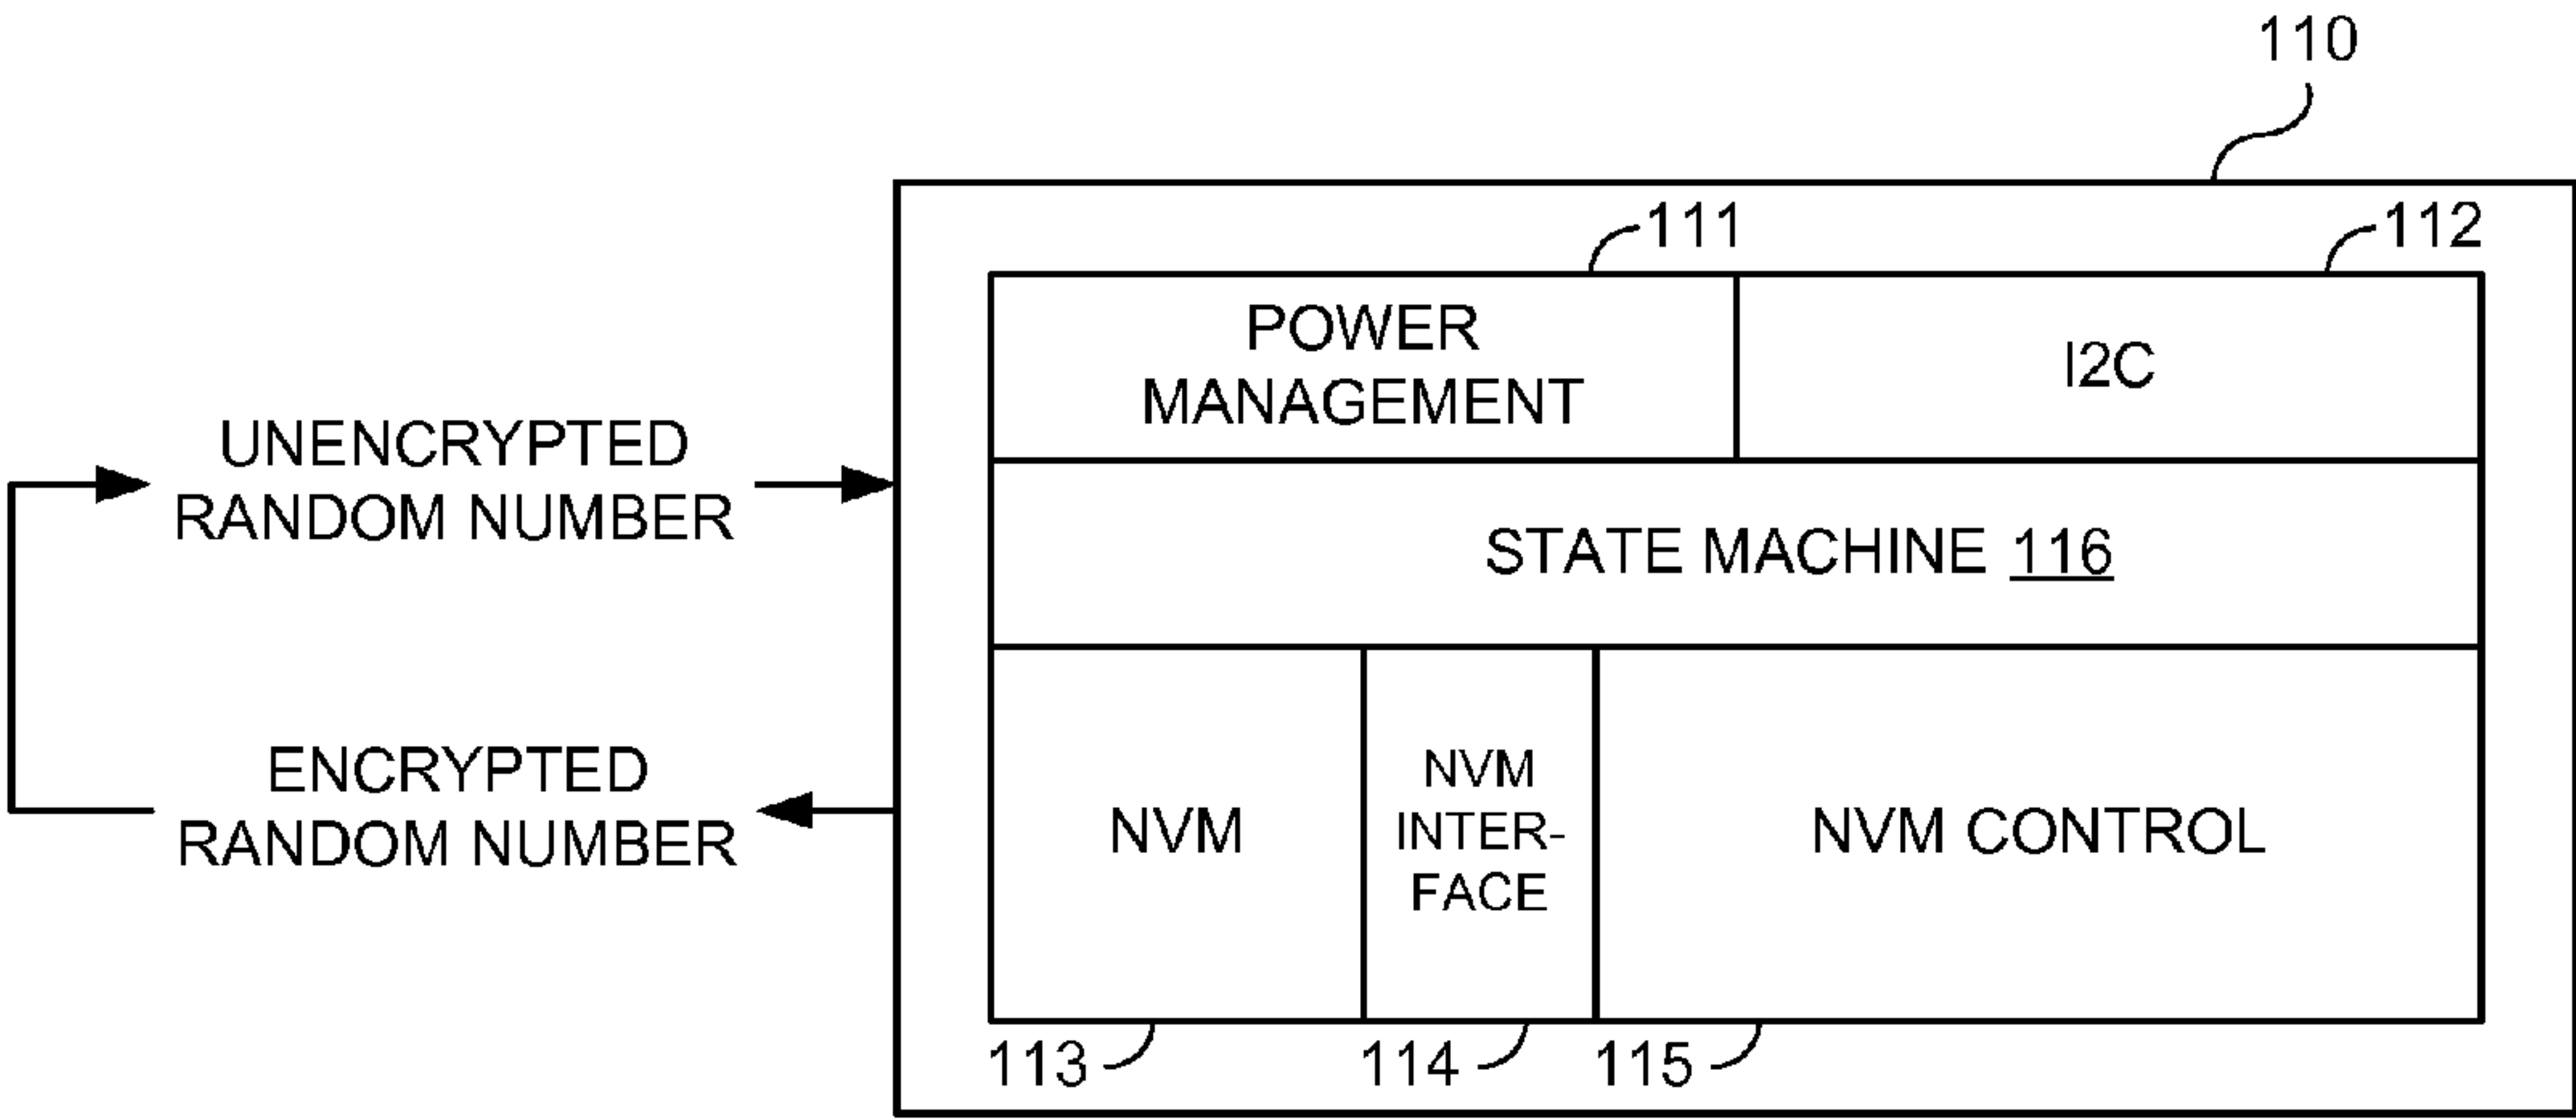 110
111
112
POWER
MANAGEMENT
I2C
UNENCRYPTED
RANDOM NUMBER
STATE MACHINE 116
ENCRYPTED
RANDOM NUMBER
NVM
NVM
INTER-
FACE
NVM CONTROL
113
114
115